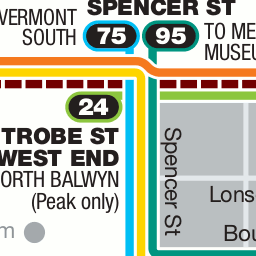 SPENCER ST
VERMONT
SOUTH
75
95
TO ME
MUSEU
24
TROBE ST
WEST END
ORTH BALWYN
(Peak only)
Spencer St
Lons
Bou
m